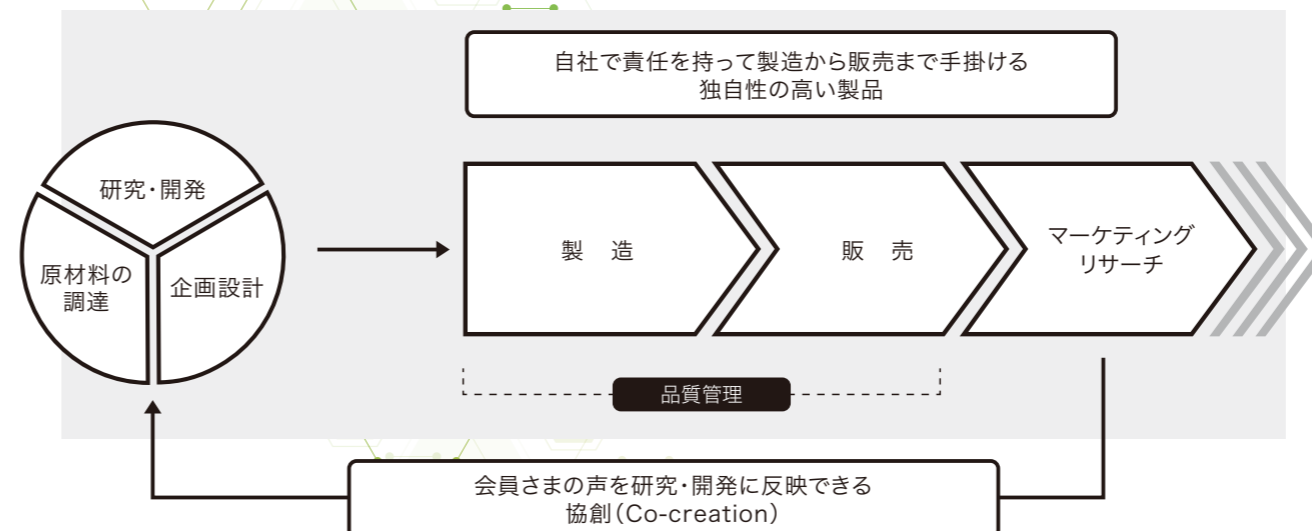 自社で責任を持って製造から販売まで手掛ける
独自性の高い製品
研究・開発
原材料の
調達
企画設計
製　造
販　売
マーケティング
リサーチ
品質管理
会員さまの声を研究・開発に反映できる
協創（Co-creation）